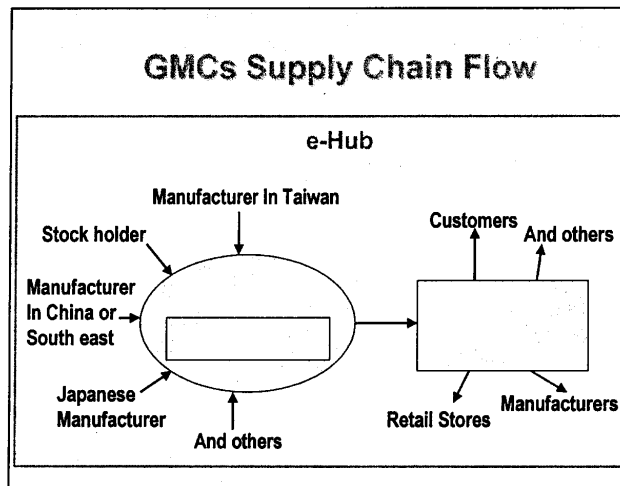 GMCs Supply Chain Flow
e-Hub
Manufacturer In Taiwan
Stock holder
Manufacturer
In China or
South east
Japanese
Manufacturer
And others
Customers
And others
Retail Stores
Manufacturers